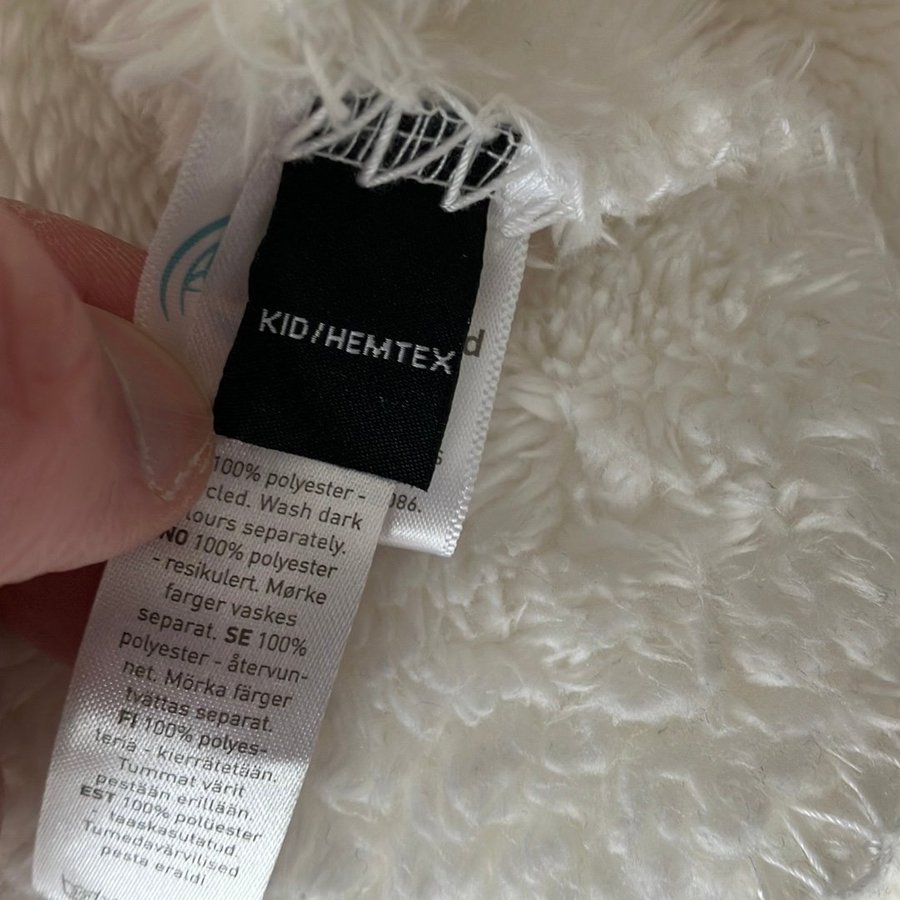 KID/HEMTEX
d
086.
100% polyester -
cled. Wash dark
lours separately.
NO 100% polyester
- resikulert. Mørke
farger vaskes
separat. SE 100%
polyester - återvun-
net. Mörka färger
tvättas separat.
FI 100% polyes-
teria - kierrätetään.
Tummat värit
pestään erillään.
EST 100% polüester
taaskasutatud.
Tumedavärvilised
pesta eraldi